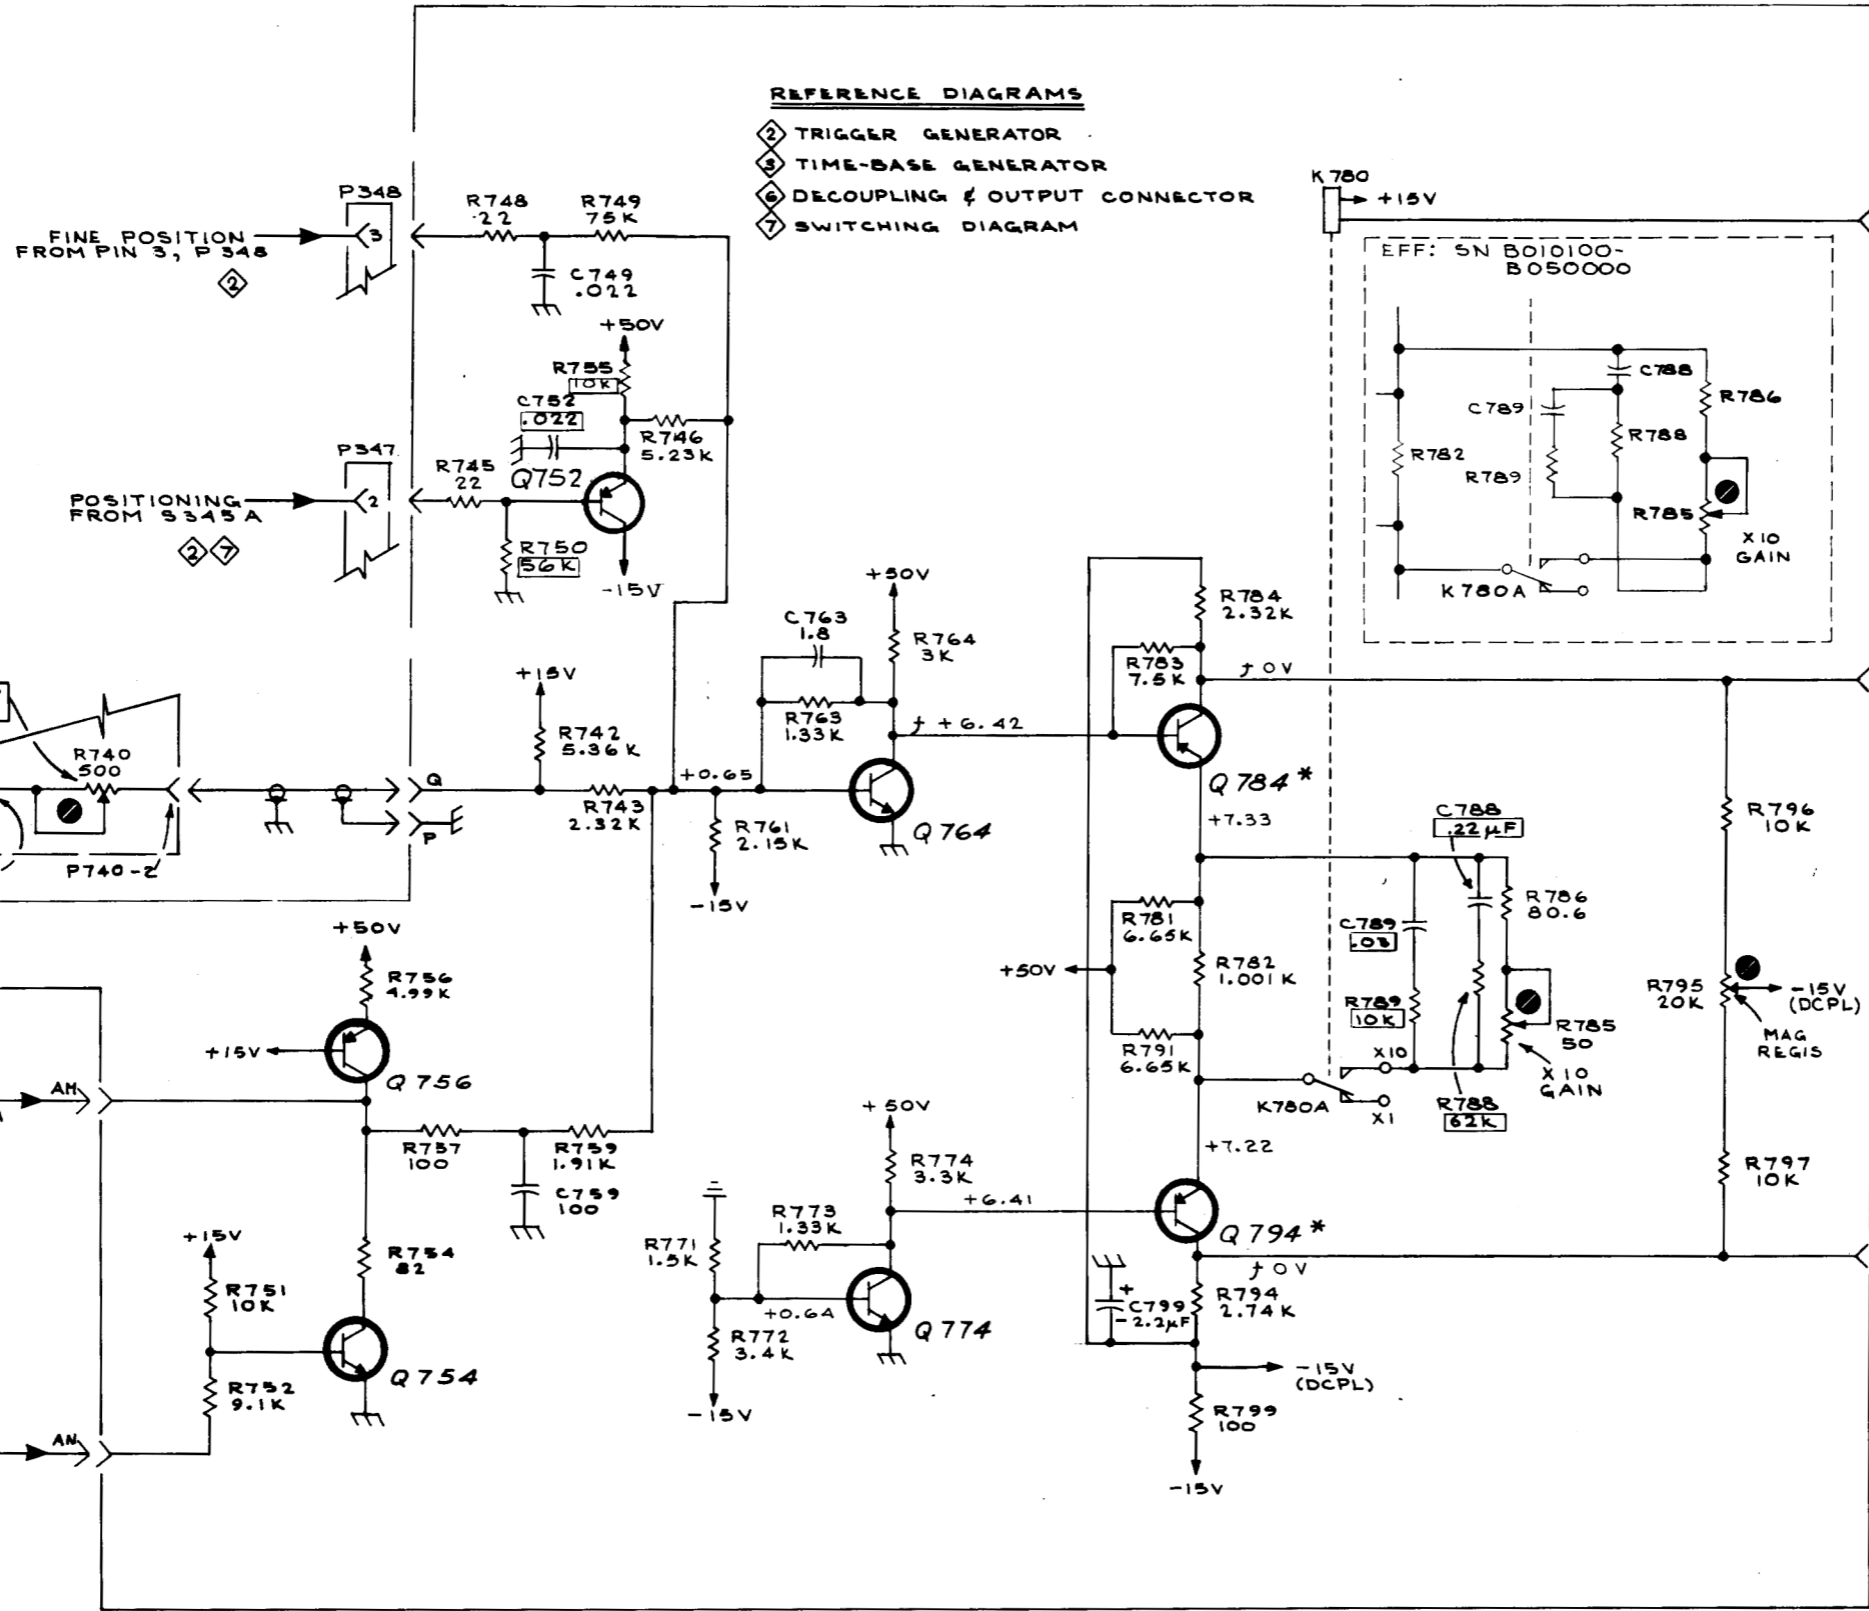 REFERENCE DIAGRAMS
2 TRIGGER GENERATOR
3 TIME-BASE GENERATOR
6 DECOUPLING & OUTPUT CONNECTOR
7 SWITCHING DIAGRAM
P348
3
FINE POSITION
FROM PIN 3, P348
2
R748
22
R749
75K
C749
.022
+50V
R755
10K
C752
.022
R746
5.23K
Q752
P347
2
R745
22
POSITIONING
FROM S345A
2 7
R750
56K
-15V
K780
+15V
EFF: SN B010100-
B050000
C788
R786
C789
R788
R782
R789
R785
X10
GAIN
K780A
+50V
C763
1.8
R764
3K
R763
1.33K
+6.42
R784
2.32K
R783
7.5K
0V
Q784*
+7.33
R740
500
P740-2
Q
P
+15V
R742
5.36K
R743
2.32K
+0.65
R761
2.15K
-15V
Q764
C788
.22µF
R786
80.6
C789
.03
R789
10K
R781
6.65K
+50V
R782
1.001K
R791
6.65K
R785
50
X10
GAIN
R788
62K
X10
K780A
X1
R796
10K
R795
20K
-15V
(DCPL)
MAG
REGIS
R797
10K
+50V
R756
4.99K
+15V
Q756
AM
R757
100
R759
1.91K
C759
100
R754
82
+15V
R751
10K
R752
9.1K
Q754
AN
+50V
R774
3.3K
+6.41
R773
1.33K
R771
1.5K
+0.64
R772
3.4K
-15V
Q774
+7.22
Q794*
0V
+
C799
- 2.2µF
R794
2.74K
-15V
(DCPL)
R799
100
-15V